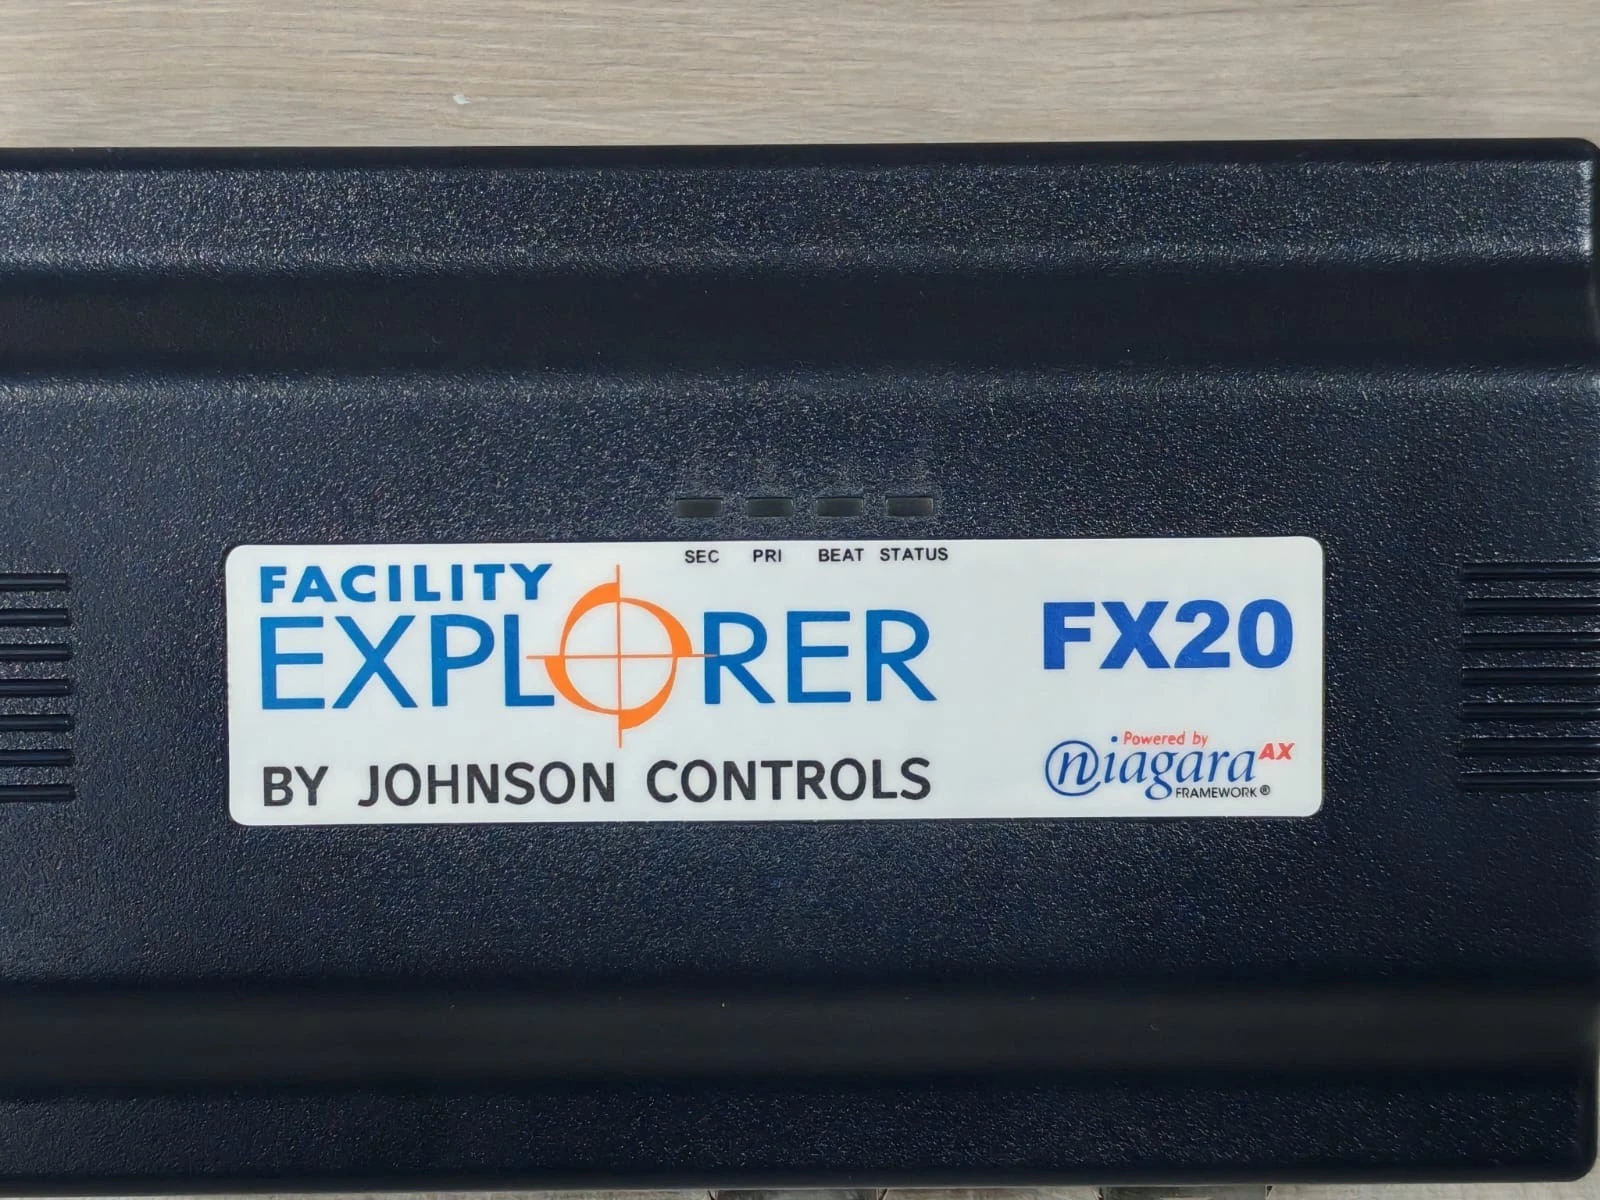 SEC PRI BEAT STATUS
FACILITY
EXPLORER
FX20
BY JOHNSON CONTROLS
Powered by
niagara AX
FRAMEWORK ®